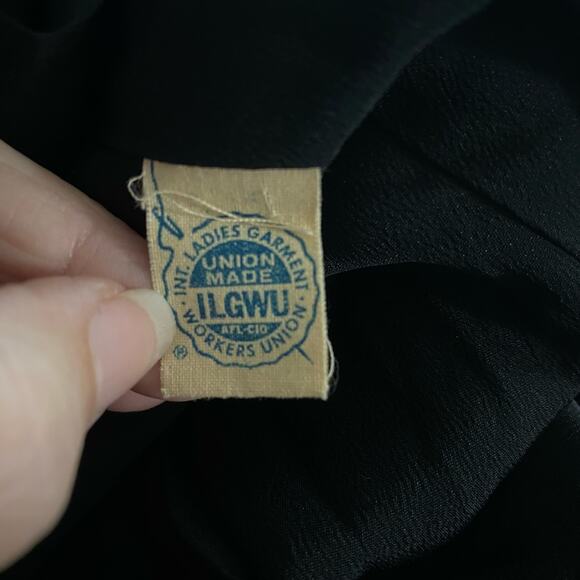 INT. LADIES GARMENT
UNION
MADE
ILGWU
AFL-CIO
WORKERS UNION
®